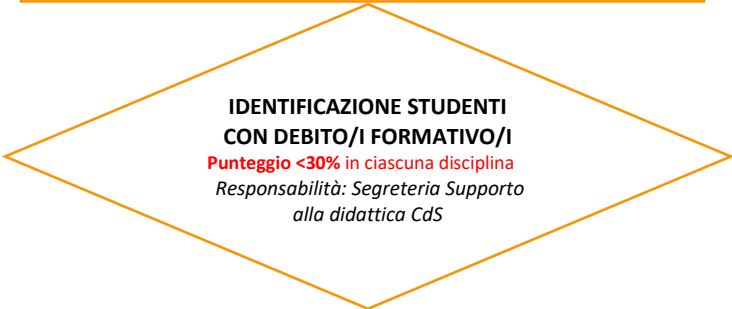 IDENTIFICAZIONE STUDENTI
CON DEBITO/I FORMATIVO/I
Punteggio <30% in ciascuna disciplina
Responsabilità: Segreteria Supporto
alla didattica CdS